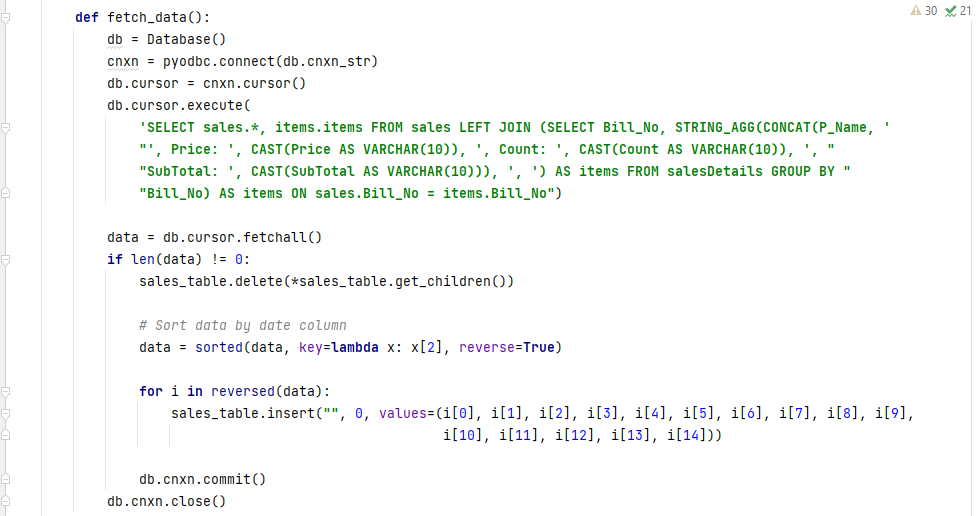 30 21
def fetch_data():
    db = Database()
    cnxn = pyodbc.connect(db.cnxn_str)
    db.cursor = cnxn.cursor()
    db.cursor.execute(
        'SELECT sales.*, items.items FROM sales LEFT JOIN (SELECT Bill_No, STRING_AGG(CONCAT(P_Name, '
        "', Price: ', CAST(Price AS VARCHAR(10)), ', Count: ', CAST(Count AS VARCHAR(10)), ', "
        "SubTotal: ', CAST(SubTotal AS VARCHAR(10))), ', ') AS items FROM salesDetails GROUP BY "
        "Bill_No) AS items ON sales.Bill_No = items.Bill_No")
    data = db.cursor.fetchall()
    if len(data) != 0:
        sales_table.delete(*sales_table.get_children())
        # Sort data by date column
        data = sorted(data, key=lambda x: x[2], reverse=True)
        for i in reversed(data):
            sales_table.insert("", 0, values=(i[0], i[1], i[2], i[3], i[4], i[5], i[6], i[7], i[8], i[9],
                                              i[10], i[11], i[12], i[13], i[14]))
        db.cnxn.commit()
    db.cnxn.close()